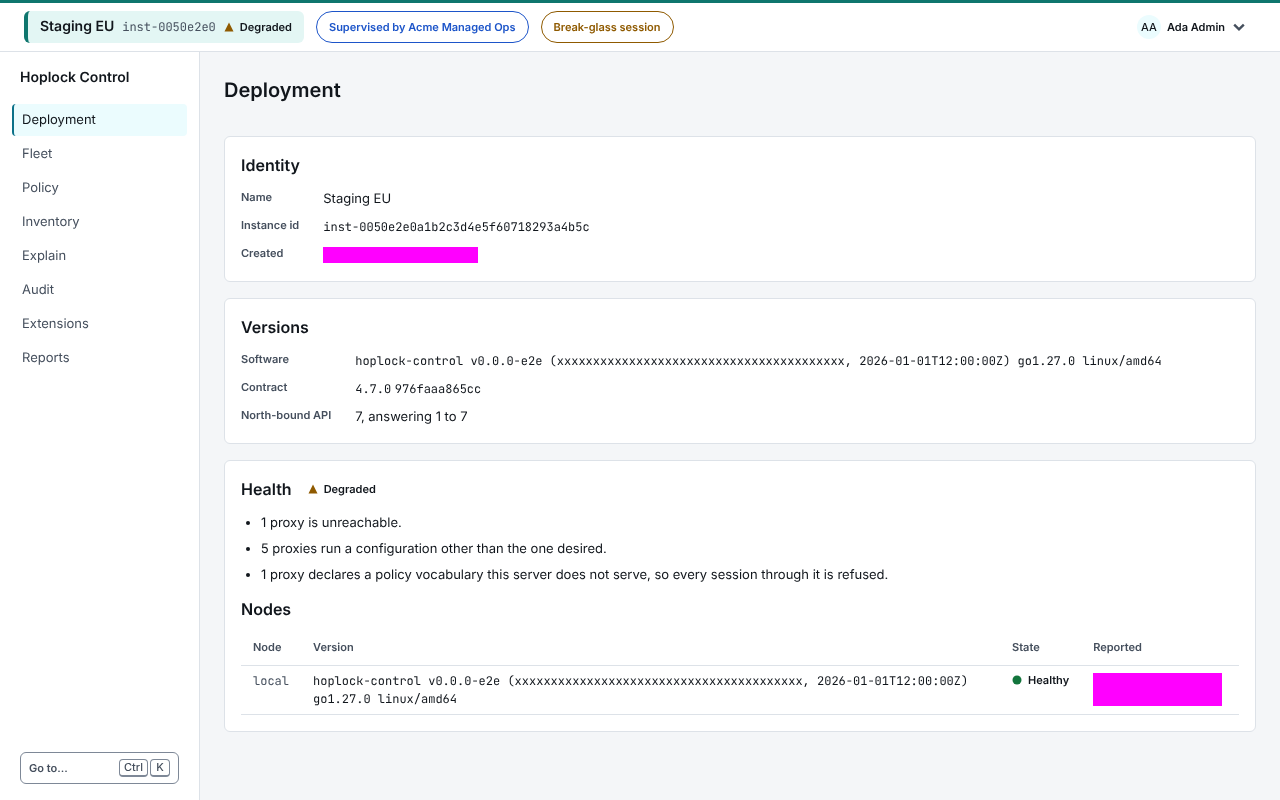 Staging EU inst-0050e2e0 Degraded Supervised by Acme Managed Ops Break-glass session AA Ada Admin
Hoplock Control
Deployment
Fleet
Policy
Inventory
Explain
Audit
Extensions
Reports
Go to... Ctrl K
Deployment
Identity
Name Staging EU
Instance id inst-0050e2e0a1b2c3d4e5f60718293a4b5c
Created
Versions
Software hoplock-control v0.0.0-e2e (xxxxxxxxxxxxxxxxxxxxxxxxxxxxxxxxxxxxxxxx, 2026-01-01T12:00:00Z) go1.27.0 linux/amd64
Contract 4.7.0 976faaa865cc
North-bound API 7, answering 1 to 7
Health Degraded
• 1 proxy is unreachable.
• 5 proxies run a configuration other than the one desired.
• 1 proxy declares a policy vocabulary this server does not serve, so every session through it is refused.
Nodes
Node Version State Reported
local hoplock-control v0.0.0-e2e (xxxxxxxxxxxxxxxxxxxxxxxxxxxxxxxxxxxxxxxx, 2026-01-01T12:00:00Z) Healthy
go1.27.0 linux/amd64